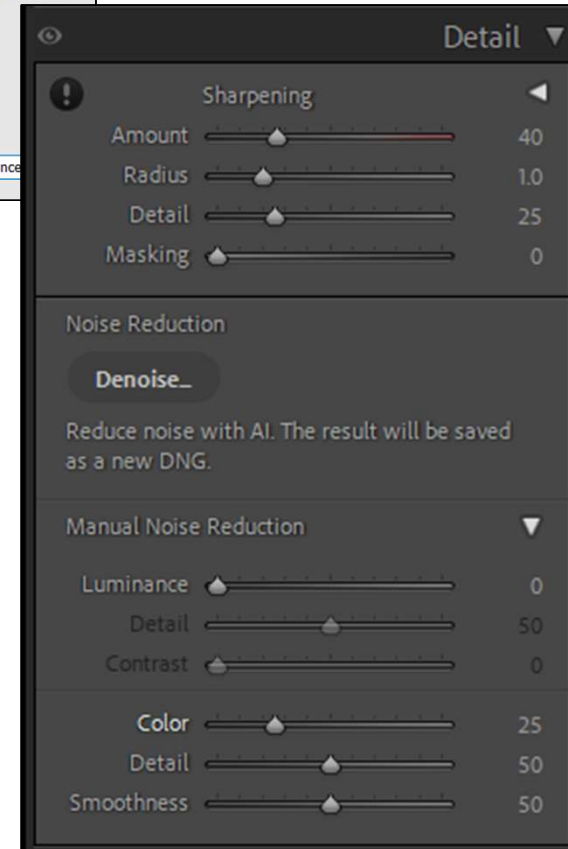 Detail
Sharpening
Amount 40
nce
Radius 1.0
Detail 25
Masking 0
Noise Reduction
Denoise...
Reduce noise with AI. The result will be saved
as a new DNG.
Manual Noise Reduction
Luminance 0
Detail 50
Contrast 0
Color 25
Detail 50
Smoothness 50